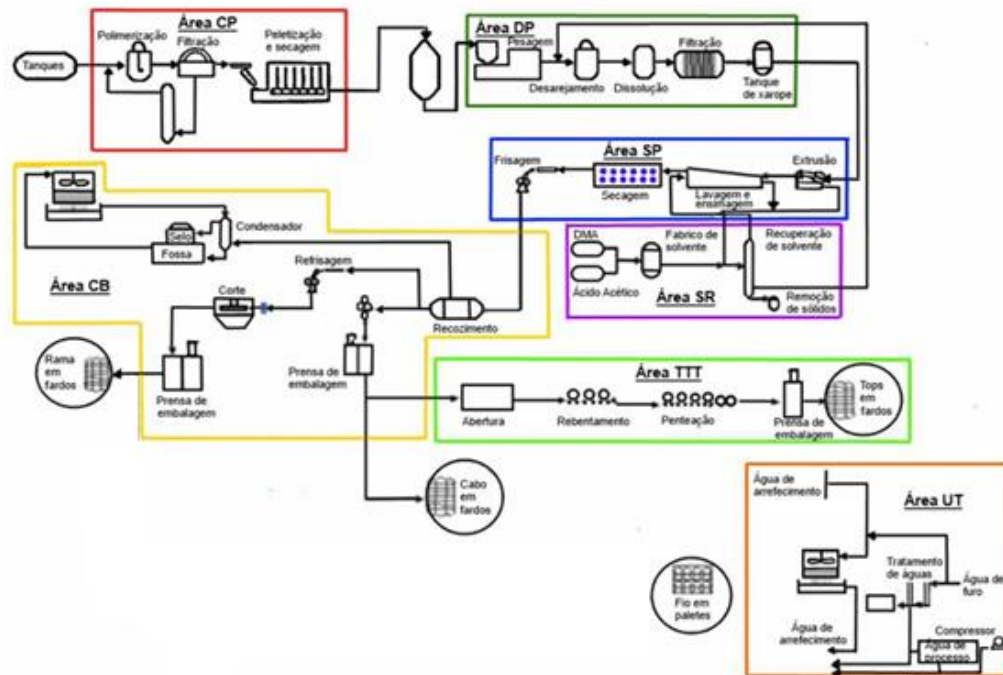 Área CP
Polimerização
Filtração
Peletização
e secagem
Tanques
Área DP
Pesagem
Filtração
Desarejamento
Dissolução
Tanque
de xarope
Área SP
Frisagem
Extrusão
Secagem
Lavagem e
ensimagem
DMA
Fabrico de
solvente
Recuperação
de solvente
Ácido Acético
Área SR
Remoção
de sólidos
Selo
Condensador
Fossa
Área CB
Refrisagem
Corte
Recozimento
Rama
em
fardos
Prensa de
embalagem
Prensa de
embalagem
Área TTT
Abertura
Rebentamento
Penteação
Prensa de
embalagem
Tops
em
fardos
Cabo
em
fardos
Água de
arrefecimento
Área UT
Tratamento
de águas
Água de
furo
Fio em
paletes
Água de
arrefecimento
Compressor
Água de
processo